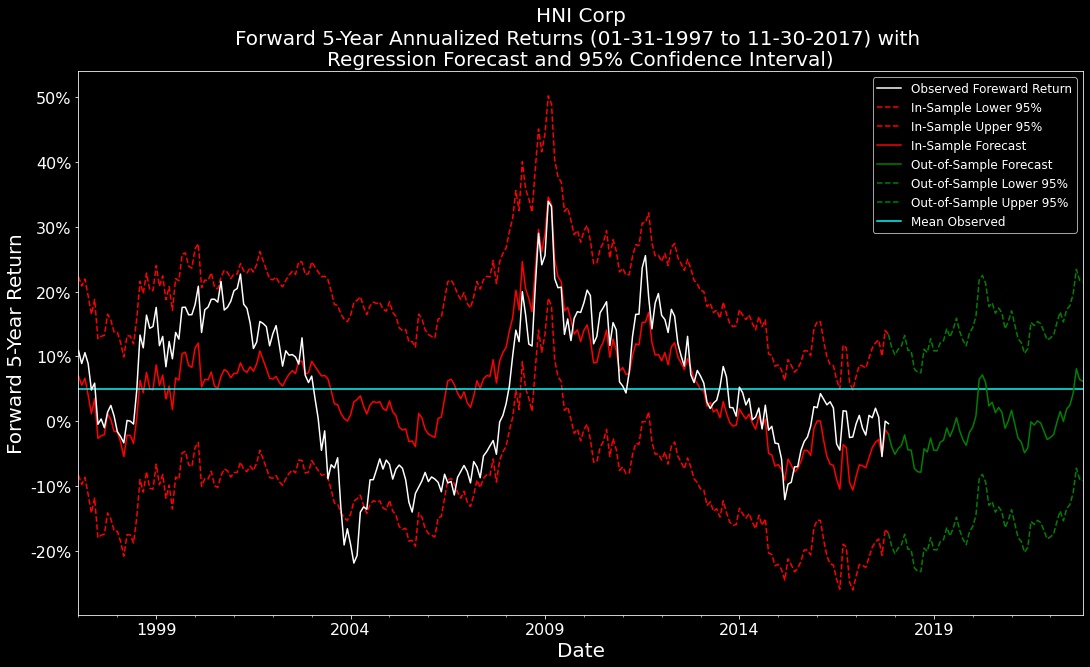 HNI Corp
Forward 5-Year Annualized Returns (01-31-1997 to 11-30-2017) with
Regression Forecast and 95% Confidence Interval)
Observed Foreward Return
In-Sample Lower 95%
In-Sample Upper 95%
In-Sample Forecast
Out-of-Sample Forecast
Out-of-Sample Lower 95%
Out-of-Sample Upper 95%
Mean Observed
Forward 5-Year Return
50%
40%
30%
20%
10%
0%
-10%
-20%
1999
2004
2009
2014
2019
Date